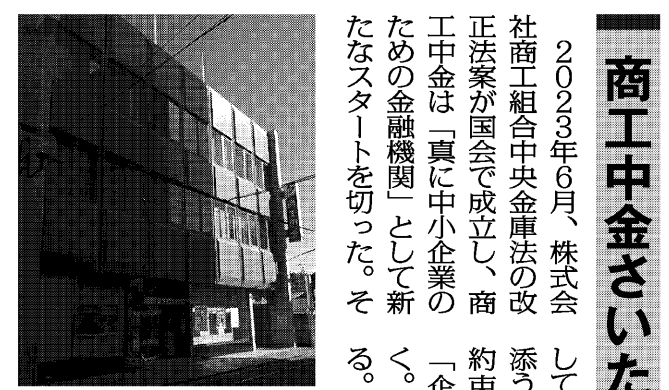 商工中金さいた
２０２３年６月、株式会
社商工組合中央金庫法の改
正法案が国会で成立し、商
工中金は「真に中小企業の
ための金融機関」として新
たなスタートを切った。そ
して
添う
約束
「企
く。
る。